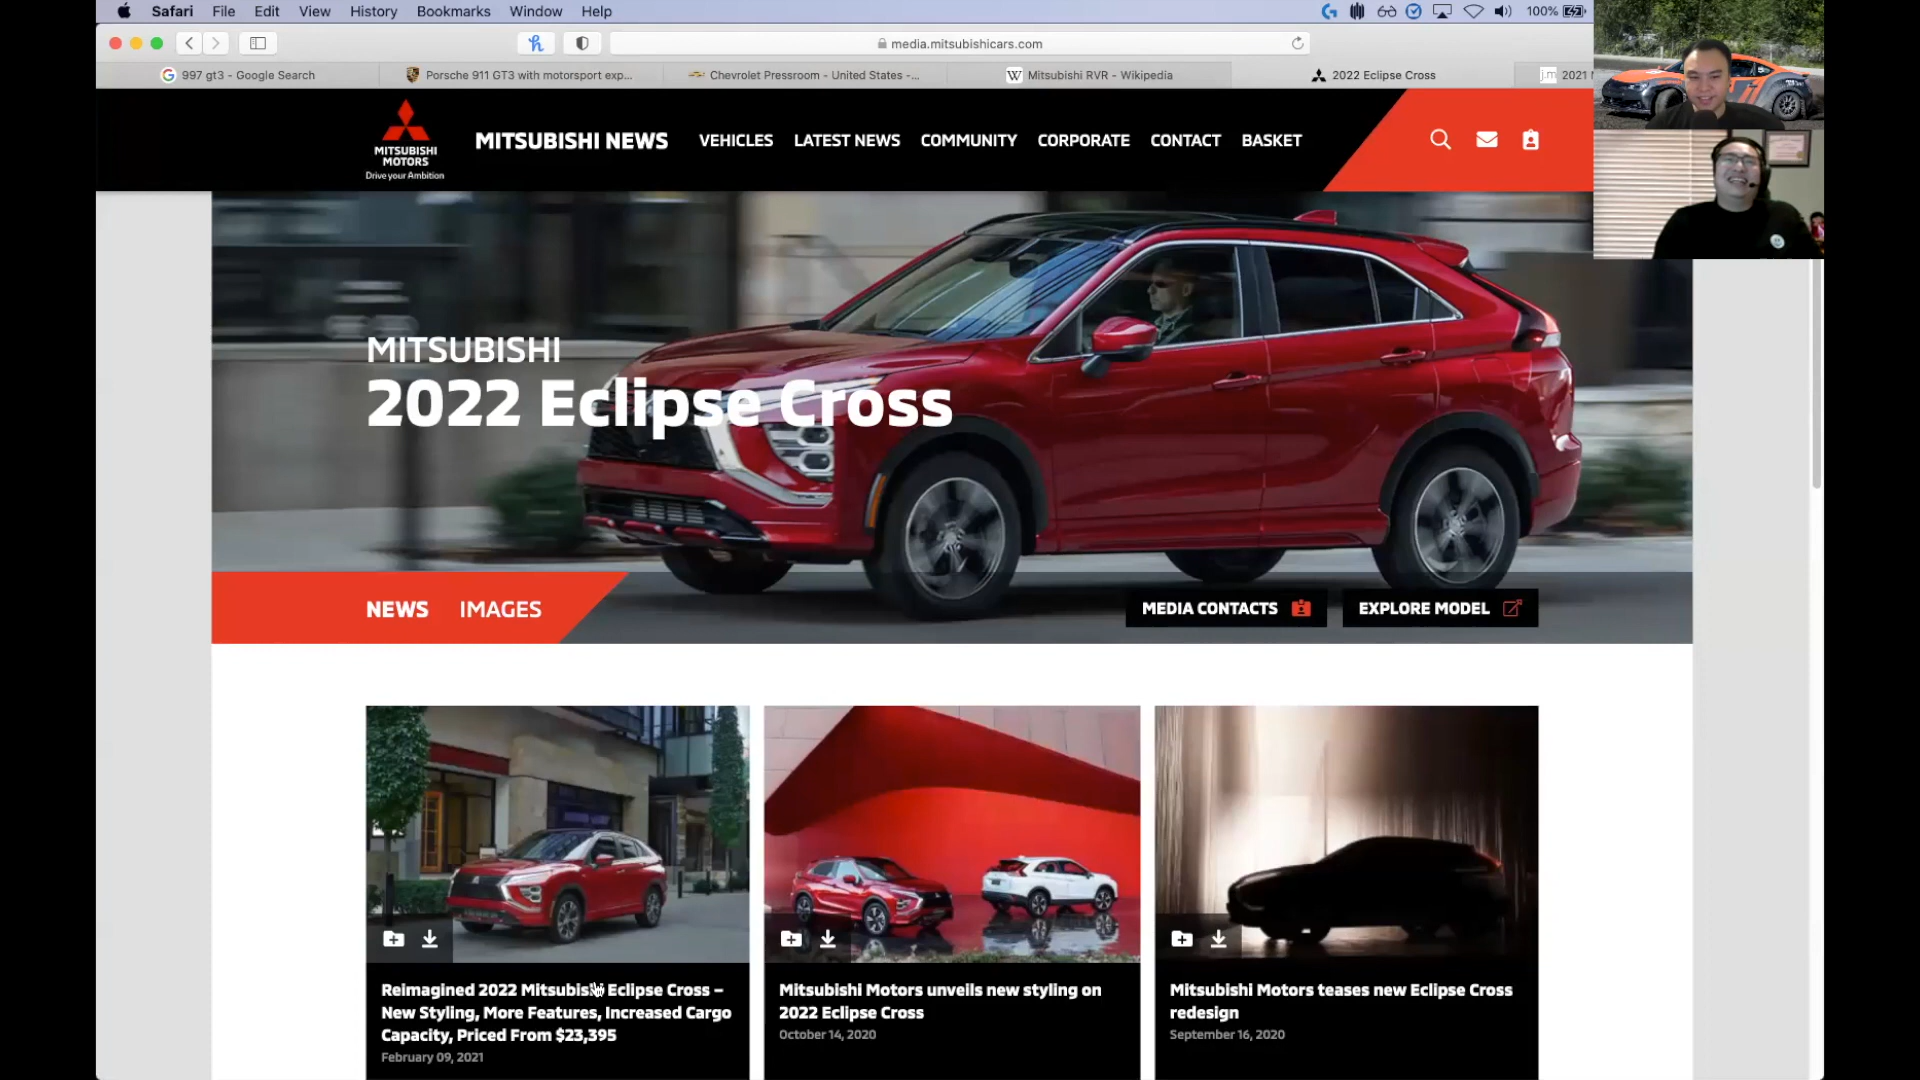 Safari File Edit View History Bookmarks Window Help 100%
media.mitsubishicars.com
997 gt3 - Google Search
Porsche 911 GT3 with motorsport exp...
Chevrolet Pressroom - United States -...
Mitsubishi RVR - Wikipedia
2022 Eclipse Cross
j.m 2021
MITSUBISHI
MOTORS
Drive your Ambition
MITSUBISHI NEWS
VEHICLES LATEST NEWS COMMUNITY CORPORATE CONTACT BASKET
MITSUBISHI
2022 Eclipse Cross
NEWS IMAGES
MEDIA CONTACTS
EXPLORE MODEL
Reimagined 2022 Mitsubishi Eclipse Cross –
New Styling, More Features, Increased Cargo
Capacity, Priced From $23,395
February 09, 2021
Mitsubishi Motors unveils new styling on
2022 Eclipse Cross
October 14, 2020
Mitsubishi Motors teases new Eclipse Cross
redesign
September 16, 2020